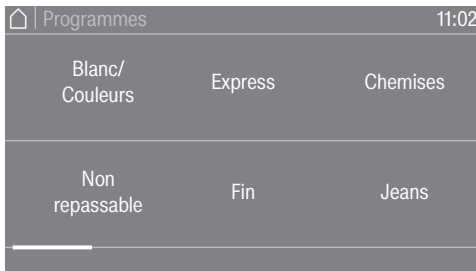 Programmes
11:02
Blanc/
Couleurs
Express
Chemises
Non
repassable
Fin
Jeans